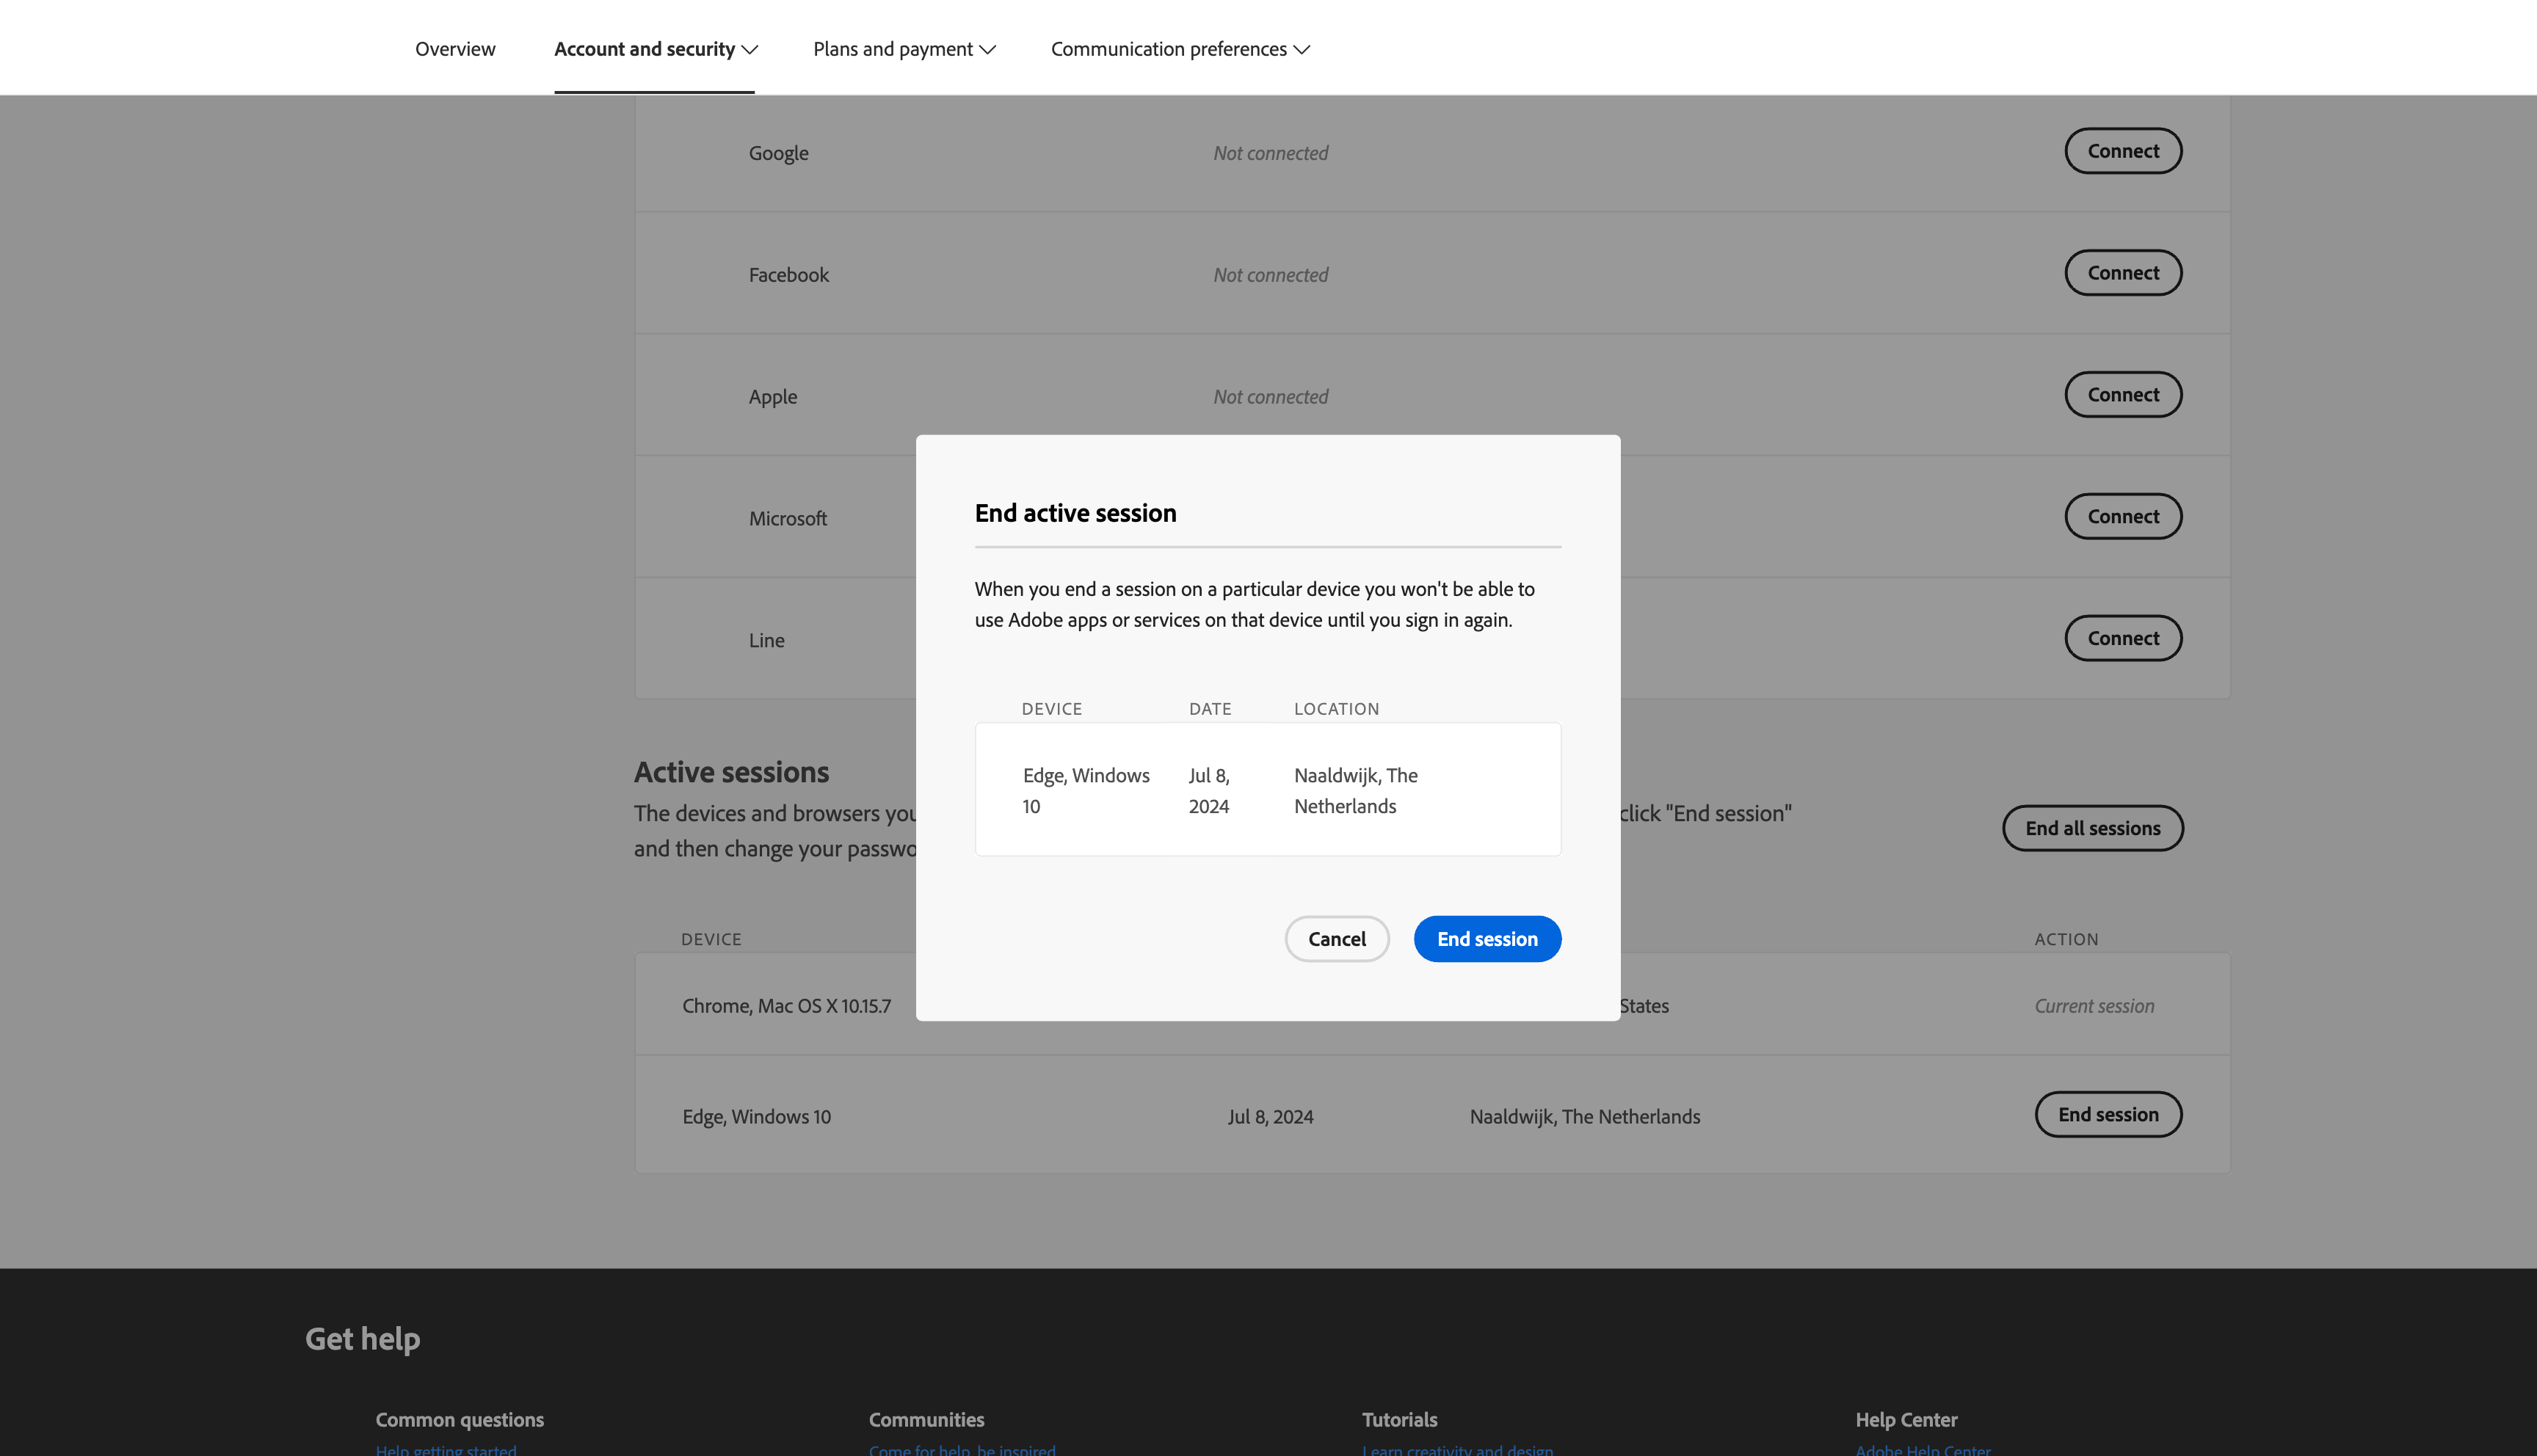 Overview
Account and security
Plans and payment
Communication preferences
Google
Not connected
Connect
Facebook
Not connected
Connect
Apple
Not connected
Connect
Microsoft
Connect
Line
Connect
End active session
When you end a session on a particular device you won't be able to
use Adobe apps or services on that device until you sign in again.
DEVICE
DATE
LOCATION
Edge, Windows
10
Jul 8,
2024
Naaldwijk, The
Netherlands
Cancel
End session
Active sessions
The devices and browsers you
click "End session"
and then change your passwo
End all sessions
DEVICE
ACTION
Chrome, Mac OS X 10.15.7
States
Current session
Edge, Windows 10
Jul 8, 2024
Naaldwijk, The Netherlands
End session
Get help
Common questions
Communities
Tutorials
Help Center
Help getting started
Come for help, be inspired
Learn creativity and design
Adobe Help Center